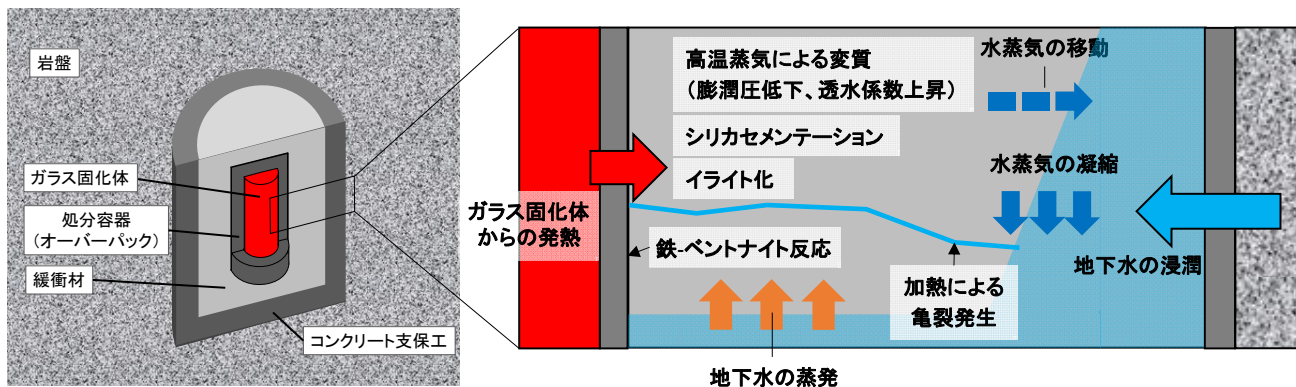 岩盤
ガラス固化体
処分容器
(オーバーパック)
緩衝材
コンクリート支保工
高温蒸気による変質
(膨潤圧低下、透水係数上昇)
シリカセメンテーション
イライト化
水蒸気の移動
水蒸気の凝縮
ガラス固化体
からの発熱
鉄-ベントナイト反応
加熱による
亀裂発生
地下水の浸潤
地下水の蒸発